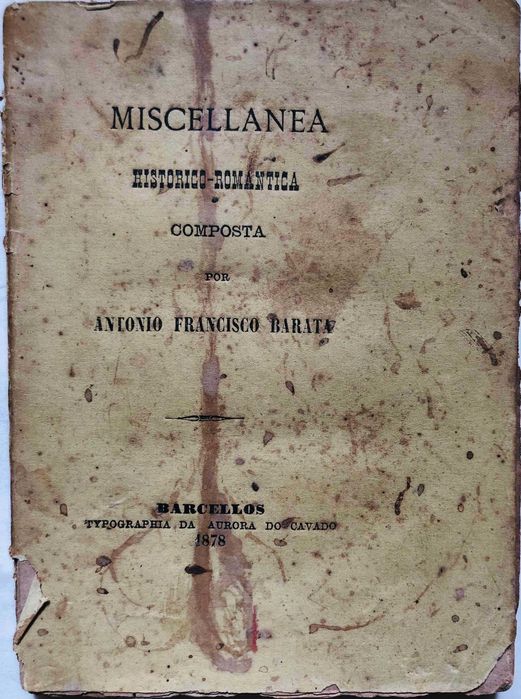 MISCELLANEA
HISTORICO-ROMANTICA
COMPOSTA
POR
ANTONIO FRANCISCO BARATA
BARCELLOS
TYPOGRAPHIA DA AURORA DO CAVADO
1878